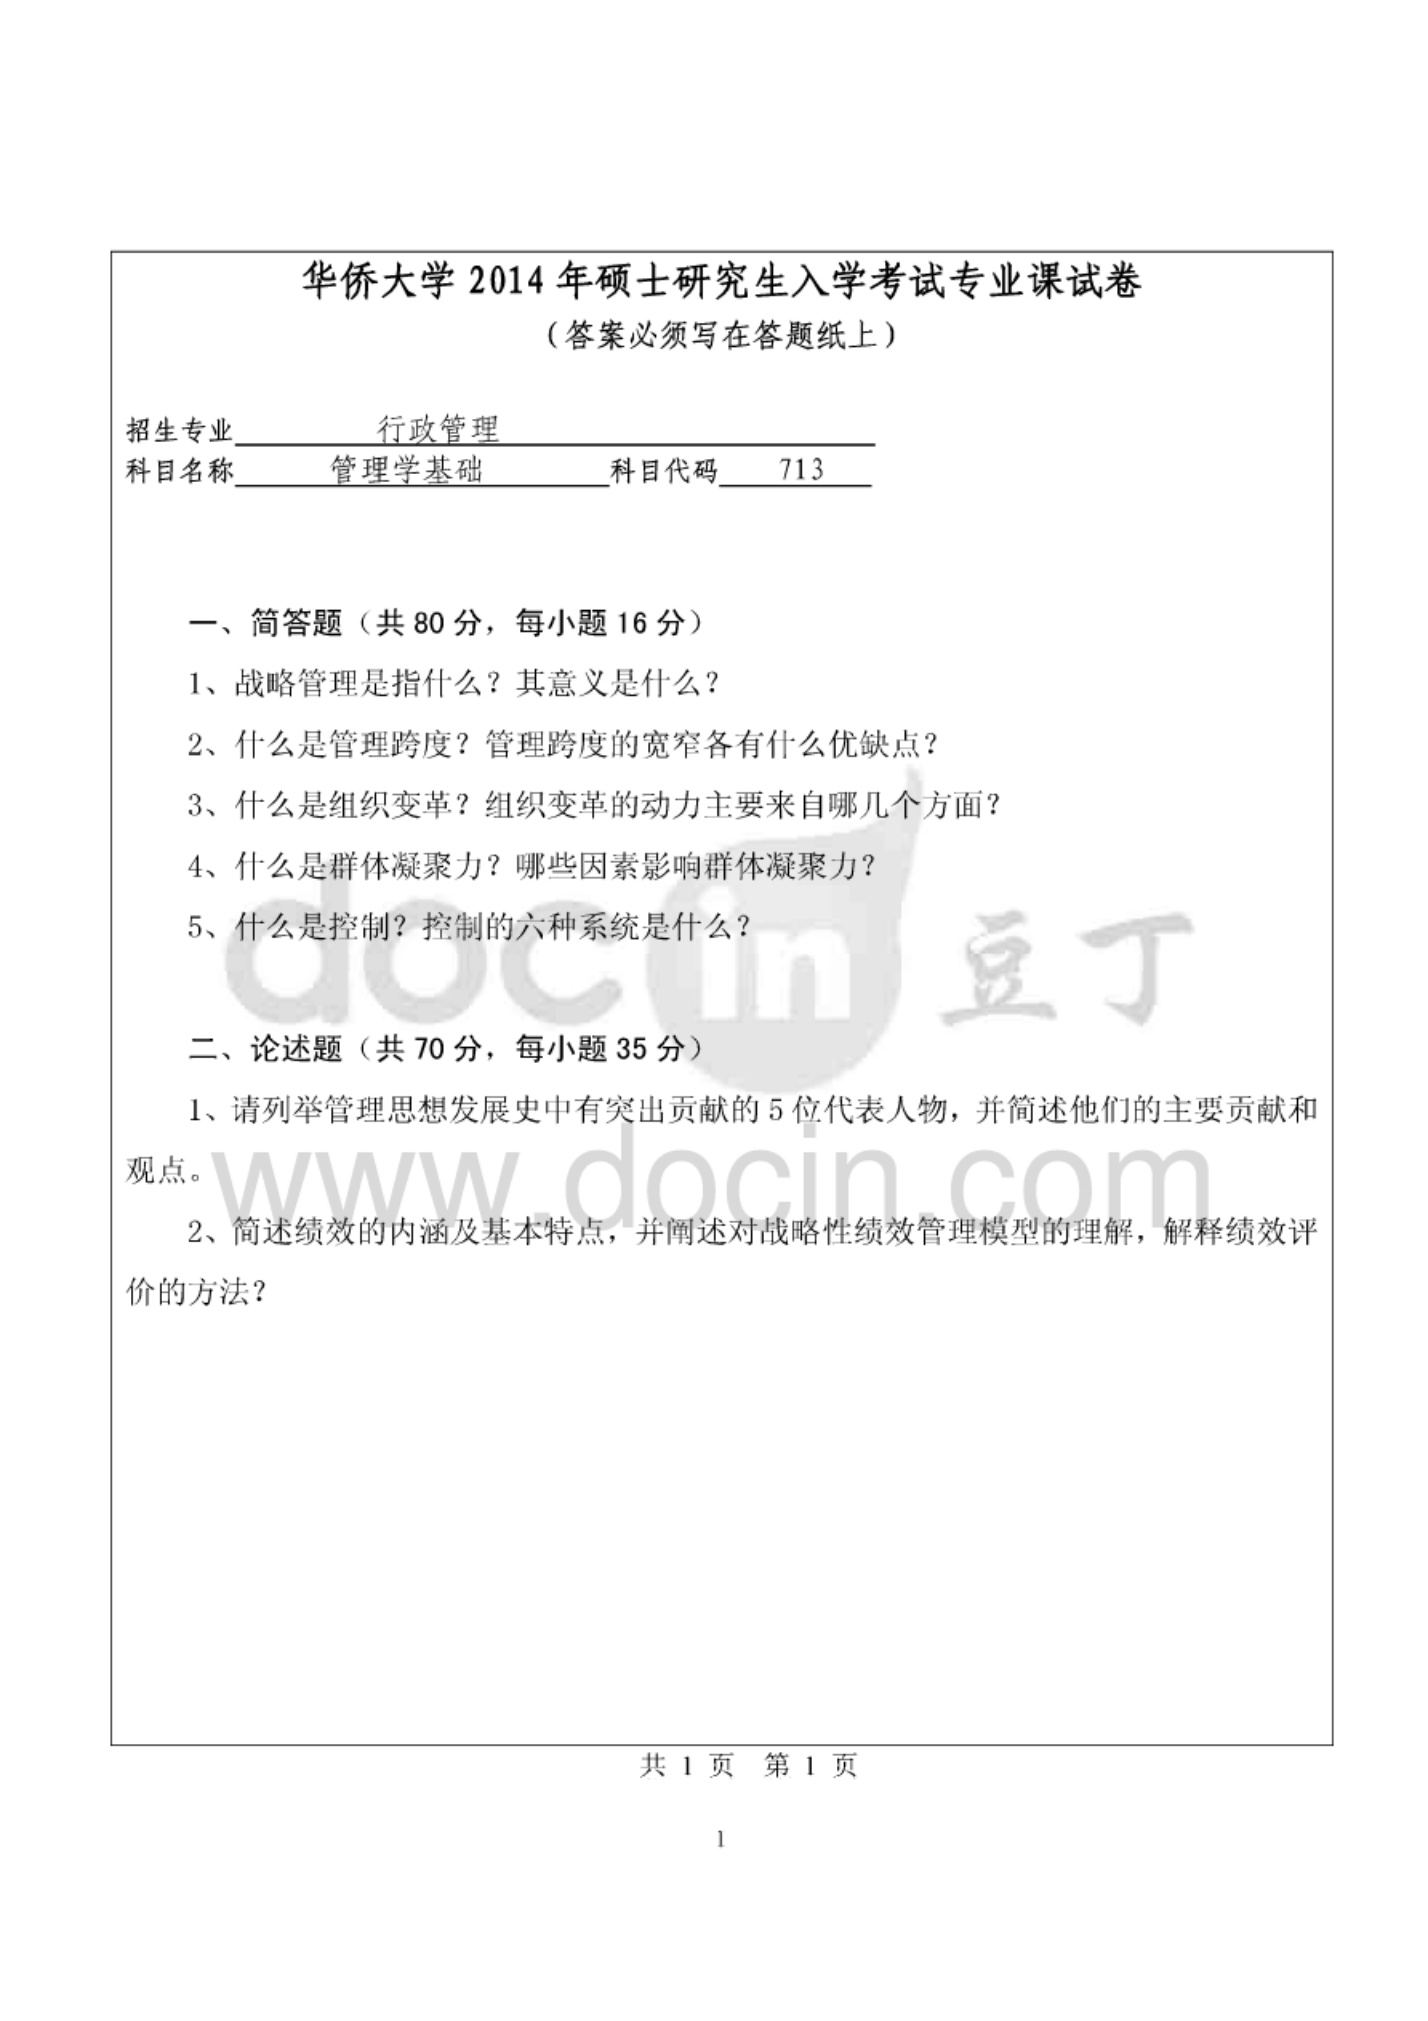 华侨大学 2014 年硕士研究生入学考试专业课试卷
（答案必须写在答题纸上）
招生专业 行政管理
科目名称 管理学基础 科目代码 713
一、简答题（共 80 分，每小题 16 分）
1、战略管理是指什么？其意义是什么？
2、什么是管理跨度？管理跨度的宽窄各有什么优缺点？
3、什么是组织变革？组织变革的动力主要来自哪几个方面？
4、什么是群体凝聚力？哪些因素影响群体凝聚力？
5、什么是控制？控制的六种系统是什么？
docin 豆丁
二、论述题（共 70 分，每小题 35 分）
1、请列举管理思想发展史中有突出贡献的 5 位代表人物，并简述他们的主要贡献和
观点。
www.docin.com
2、简述绩效的内涵及基本特点，并阐述对战略性绩效管理模型的理解，解释绩效评
价的方法？
共 1 页 第 1 页
1